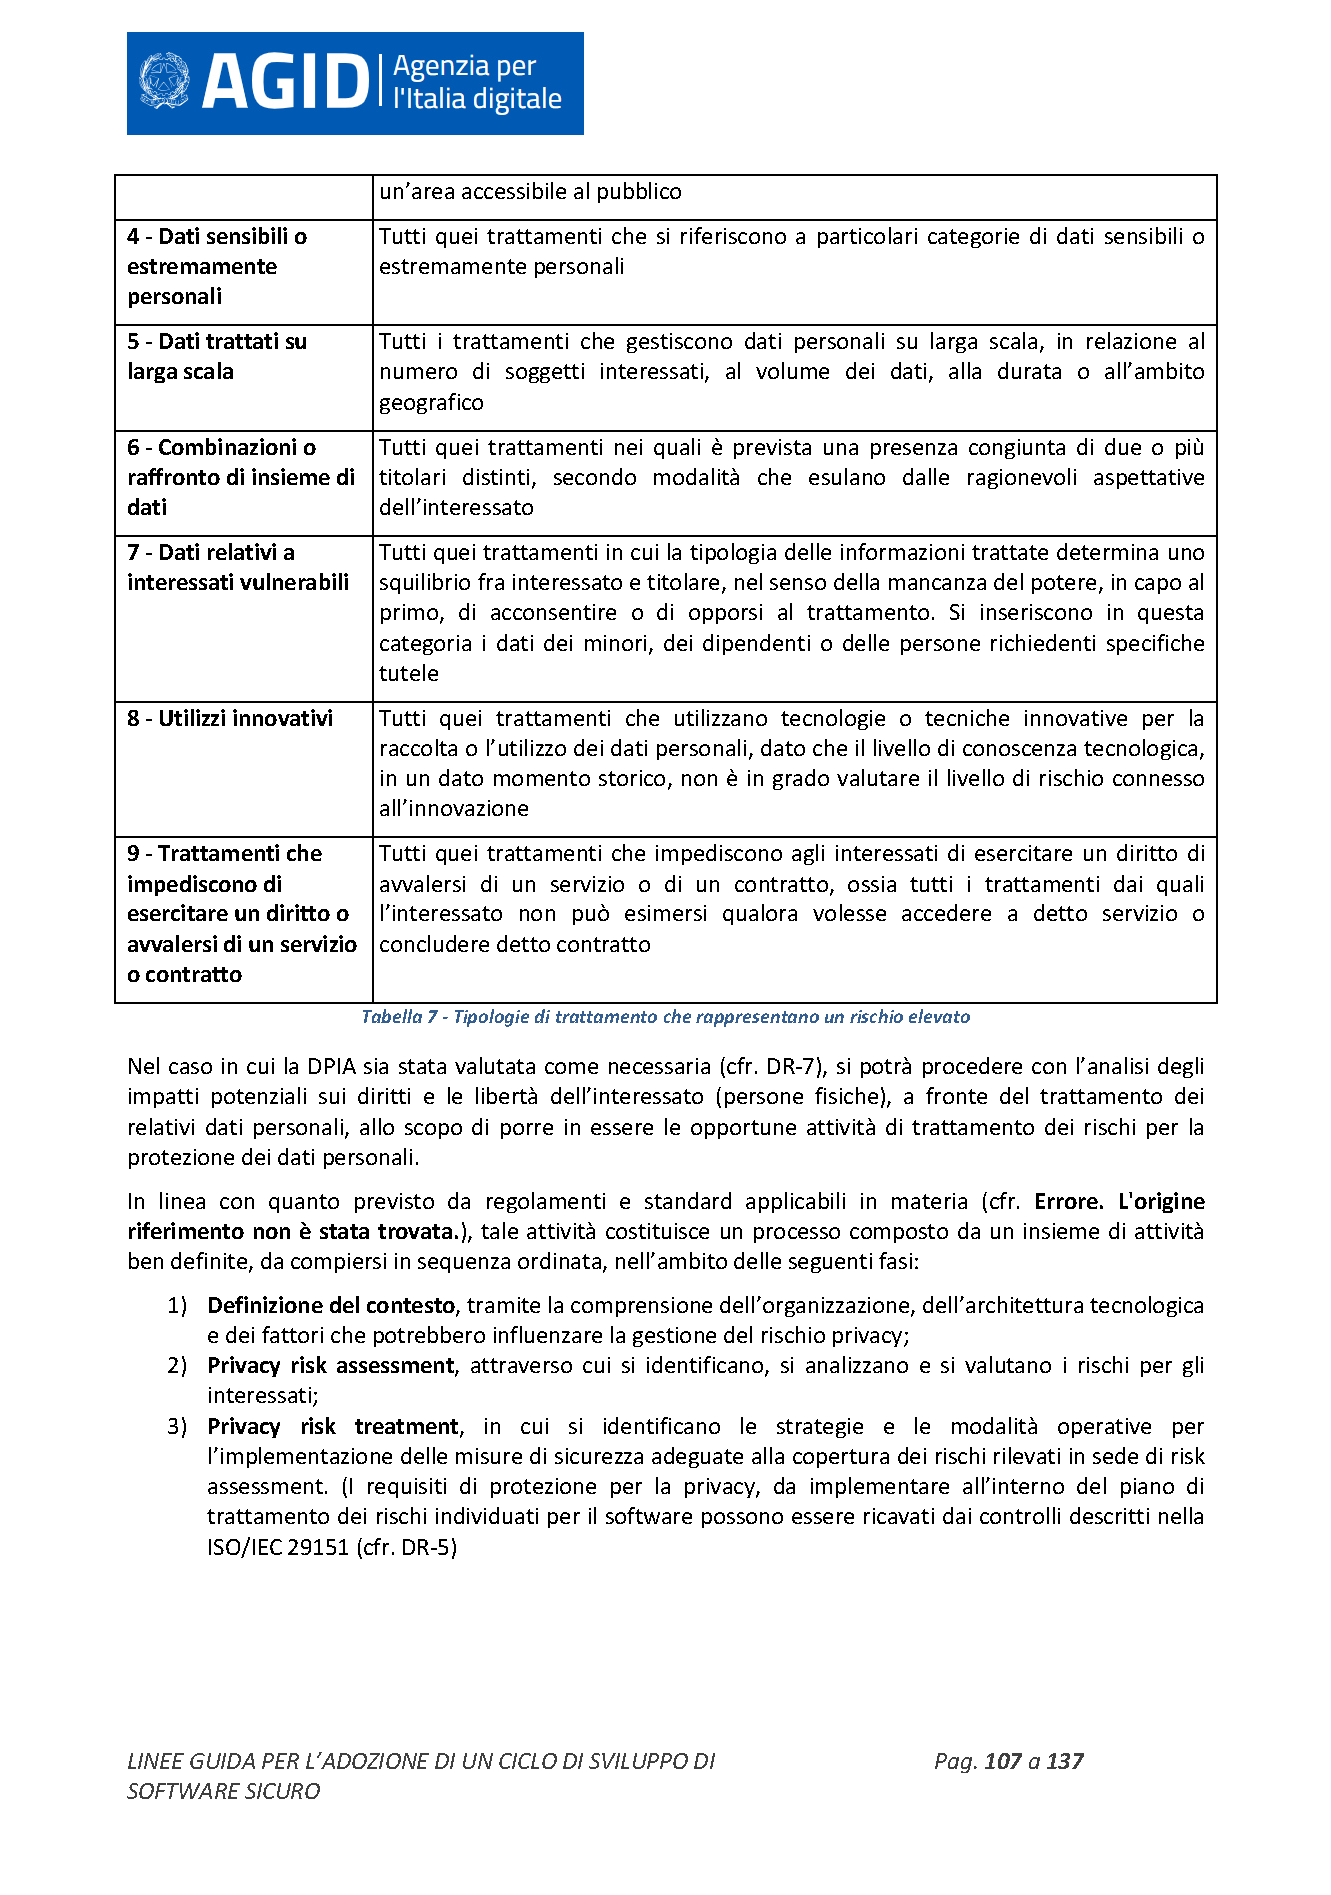 AGID Agenzia per
l'Italia digitale
un’area accessibile al pubblico
4 - Dati sensibili o
estremamente
personali
Tutti quei trattamenti che si riferiscono a particolari categorie di dati sensibili o
estremamente personali
5 - Dati trattati su
larga scala
Tutti i trattamenti che gestiscono dati personali su larga scala, in relazione al
numero di soggetti interessati, al volume dei dati, alla durata o all’ambito
geografico
6 - Combinazioni o
raffronto di insieme di
dati
Tutti quei trattamenti nei quali è prevista una presenza congiunta di due o più
titolari distinti, secondo modalità che esulano dalle ragionevoli aspettative
dell’interessato
7 - Dati relativi a
interessati vulnerabili
Tutti quei trattamenti in cui la tipologia delle informazioni trattate determina uno
squilibrio fra interessato e titolare, nel senso della mancanza del potere, in capo al
primo, di acconsentire o di opporsi al trattamento. Si inseriscono in questa
categoria i dati dei minori, dei dipendenti o delle persone richiedenti specifiche
tutele
8 - Utilizzi innovativi
Tutti quei trattamenti che utilizzano tecnologie o tecniche innovative per la
raccolta o l’utilizzo dei dati personali, dato che il livello di conoscenza tecnologica,
in un dato momento storico, non è in grado valutare il livello di rischio connesso
all’innovazione
9 - Trattamenti che
impediscono di
esercitare un diritto o
avvalersi di un servizio
o contratto
Tutti quei trattamenti che impediscono agli interessati di esercitare un diritto di
avvalersi di un servizio o di un contratto, ossia tutti i trattamenti dai quali
l’interessato non può esimersi qualora volesse accedere a detto servizio o
concludere detto contratto
Tabella 7 - Tipologie di trattamento che rappresentano un rischio elevato
Nel caso in cui la DPIA sia stata valutata come necessaria (cfr. DR-7), si potrà procedere con l’analisi degli
impatti potenziali sui diritti e le libertà dell’interessato (persone fisiche), a fronte del trattamento dei
relativi dati personali, allo scopo di porre in essere le opportune attività di trattamento dei rischi per la
protezione dei dati personali.
In linea con quanto previsto da regolamenti e standard applicabili in materia (cfr. Errore. L'origine
riferimento non è stata trovata.), tale attività costituisce un processo composto da un insieme di attività
ben definite, da compiersi in sequenza ordinata, nell’ambito delle seguenti fasi:
1) Definizione del contesto, tramite la comprensione dell’organizzazione, dell’architettura tecnologica
e dei fattori che potrebbero influenzare la gestione del rischio privacy;
2) Privacy risk assessment, attraverso cui si identificano, si analizzano e si valutano i rischi per gli
interessati;
3) Privacy risk treatment, in cui si identificano le strategie e le modalità operative per
l’implementazione delle misure di sicurezza adeguate alla copertura dei rischi rilevati in sede di risk
assessment. (I requisiti di protezione per la privacy, da implementare all’interno del piano di
trattamento dei rischi individuati per il software possono essere ricavati dai controlli descritti nella
ISO/IEC 29151 (cfr. DR-5)
LINEE GUIDA PER L’ADOZIONE DI UN CICLO DI SVILUPPO DI Pag. 107 a 137
SOFTWARE SICURO